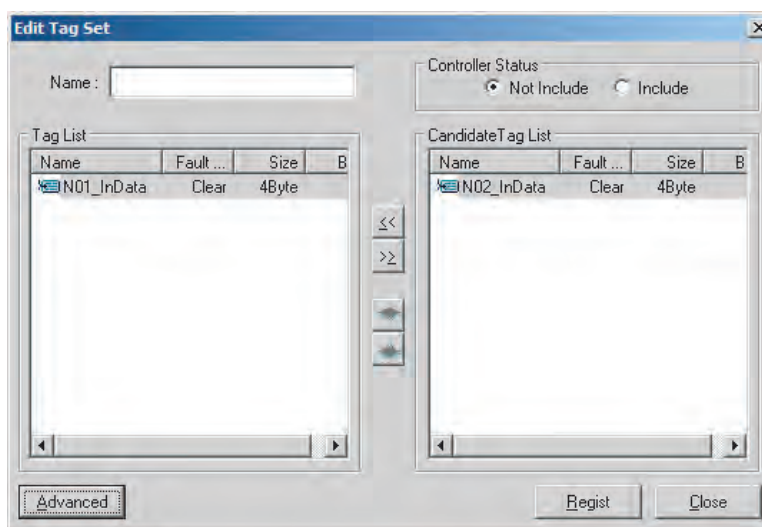 Edit Tag Set
Name :
Controller Status
Not Include Include
Tag List
Name Fault ... Size B
N01_InData Clear 4Byte
<<
>>
CandidateTag List
Name Fault ... Size B
N02_InData Clear 4Byte
Advanced
Regist Close